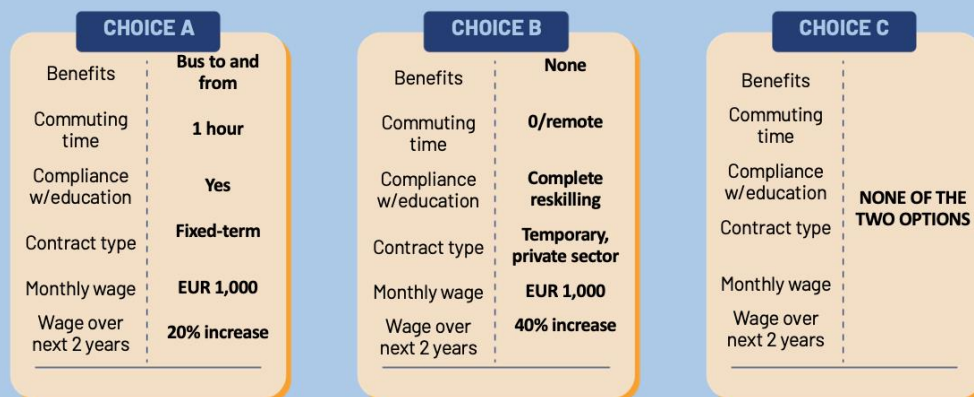 CHOICE A
Benefits
Bus to and
from
Commuting
time
1 hour
Compliance
w/education
Yes
Contract type
Fixed-term
Monthly wage
EUR 1,000
Wage over
next 2 years
20% increase
CHOICE B
Benefits
None
Commuting
time
0/remote
Compliance
w/education
Complete
reskilling
Contract type
Temporary,
private sector
Monthly wage
EUR 1,000
Wage over
next 2 years
40% increase
CHOICE C
Benefits
Commuting
time
Compliance
w/education
Contract type
Monthly wage
Wage over
next 2 years
NONE OF THE
TWO OPTIONS